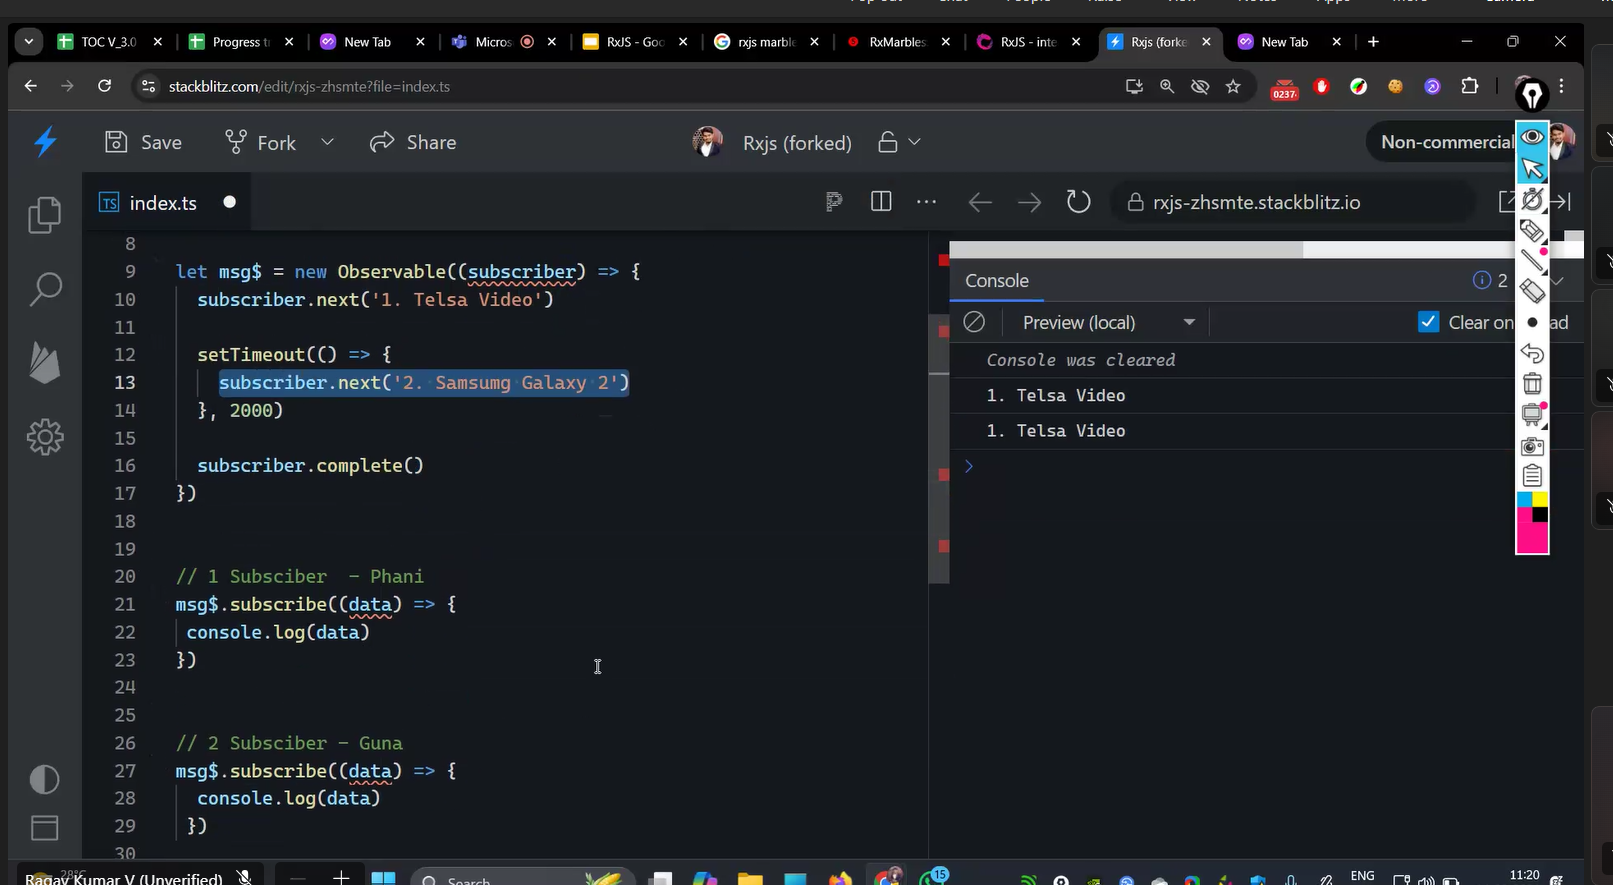 TOC V_3.0
Progress t
New Tab
Micros
RxJS - Goo
rxjs marble
RxMarbles
RxJS - inte
Rxjs (forke
New Tab
stackblitz.com/edit/rxjs-zhsmte?file=index.ts
0237
Save
Fork
Share
Rxjs (forked)
Non-commercial
TS index.ts
rxjs-zhsmte.stackblitz.io
8
9 let msg$ = new Observable((subscriber) => {
10 subscriber.next('1. Telsa Video')
11
12 setTimeout(() => {
13 subscriber.next('2. Samsumg Galaxy 2')
14 }, 2000)
15
16 subscriber.complete()
17 })
18
19
20 // 1 Subsciber - Phani
21 msg$.subscribe((data) => {
22 console.log(data)
23 })
24
25
26 // 2 Subsciber - Guna
27 msg$.subscribe((data) => {
28 console.log(data)
29 })
30
Console
2
Preview (local)
Clear on
ad
Console was cleared
1. Telsa Video
1. Telsa Video
>
Ragav Kumar V (Unverified)
28°C
Search
15
ENG
11:20